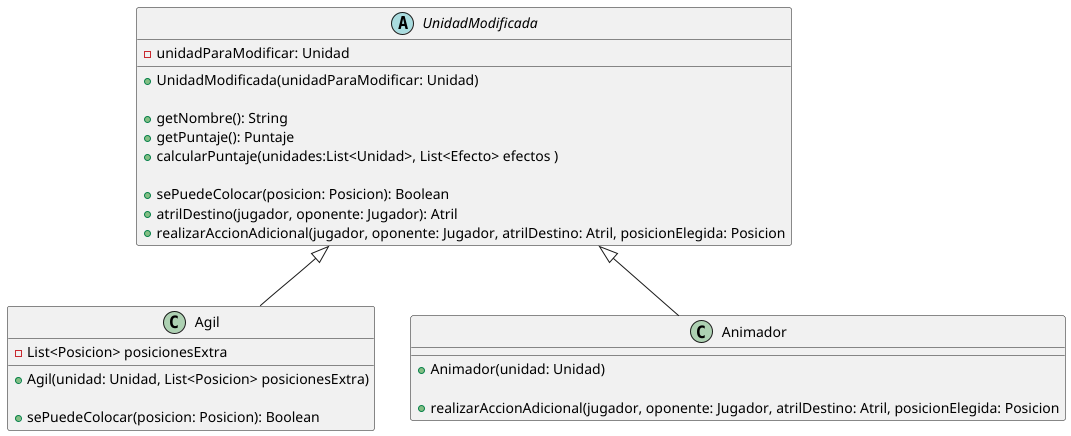 A UnidadModificada
unidadParaModificar: Unidad
UnidadModificada(unidadParaModificar: Unidad)
getNombre(): String
getPuntaje(): Puntaje
calcularPuntaje(unidades:List<Unidad>, List<Efecto> efectos )
sePuedeColocar(posicion: Posicion): Boolean
atrilDestino(jugador, oponente: Jugador): Atril
realizarAccionAdicional(jugador, oponente: Jugador, atrilDestino: Atril, posicionElegida: Posicion
C Agil
List<Posicion> posicionesExtra
Agil(unidad: Unidad, List<Posicion> posicionesExtra)
sePuedeColocar(posicion: Posicion): Boolean
C Animador
Animador(unidad: Unidad)
realizarAccionAdicional(jugador, oponente: Jugador, atrilDestino: Atril, posicionElegida: Posicion